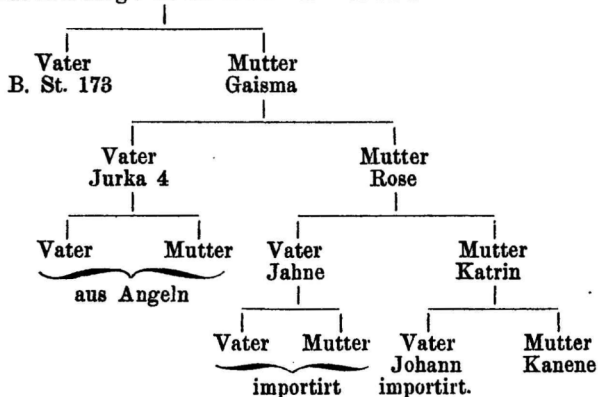 Vater Mutter
B. St. 173 Gaisma
Vater Mutter
Jurka 4 Rose
Vater Mutter Vater Mutter
Jahne Katrin
aus Angeln
Vater Mutter Vater Mutter
Johann Kanene
importirt importirt.